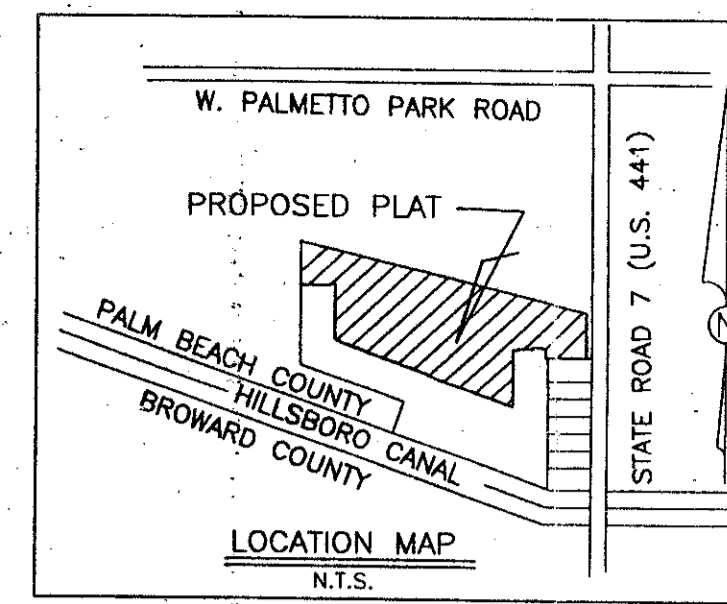 W. PALMETTO PARK ROAD
PROPOSED PLAT
STATE ROAD 7 (U.S. 441)
PALM BEACH COUNTY
HILLSBORO CANAL
BROWARD COUNTY
LOCATION MAP
N.T.S.
N